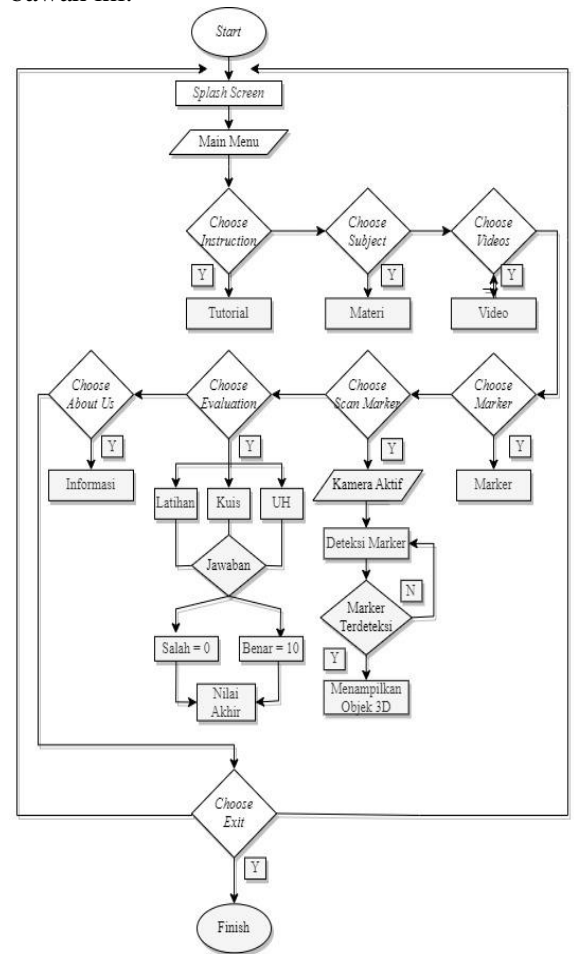 bawah ini.
Start
Splash Screen
Main Menu
Choose
Instruction
Choose
Subject
Choose
Videos
Y
Y
Y
Tutorial
Materi
Video
Choose
About Us
Choose
Evaluation
Choose
Scan Marker
Choose
Marker
Y
Y
Y
Y
Informasi
Latihan
Kuis
UH
Kamera Aktif
Marker
Deteksi Marker
Jawaban
N
Marker
Terdeteksi
Salah = 0
Benar = 10
Y
Nilai
Akhir
Menampilkan
Objek 3D
Choose
Exit
Y
Finish